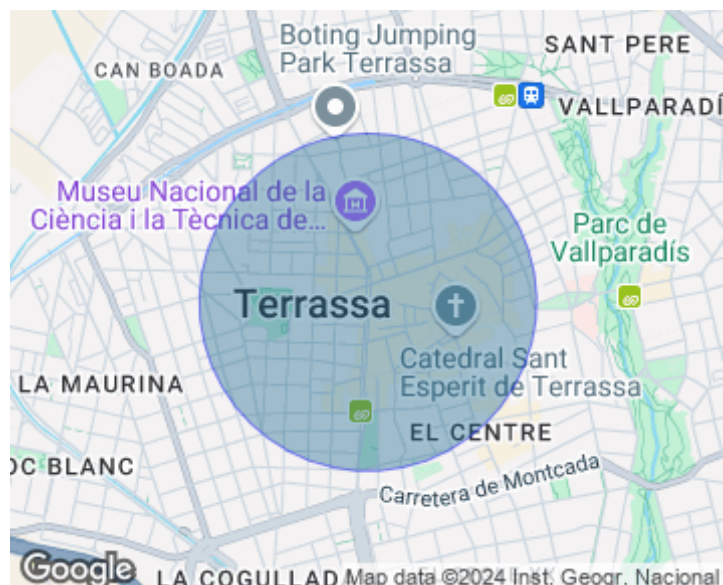 Boting Jumping
Park Terrassa
SANT PERE
CAN BOADA
VALLPARADÍ
Museu Nacional de la
Ciència i la Tècnica de...
Parc de
Vallparadís
Terrassa
Catedral Sant
Esperit de Terrassa
LA MAURINA
EL CENTRE
OC BLANC
Carretera de Montcada
Google
LA COGULLAD
Map data ©2024 Inst. Geogr. Nacional